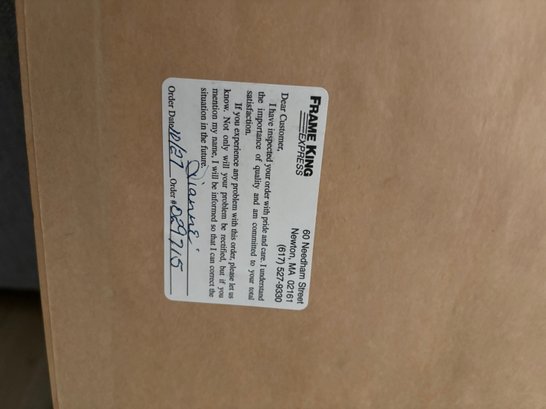 FRAME KING
EXPRESS
60 Needham Street
Newton, MA 02161
(617) 527-9330
Dear Customer,
I have inspected your order with pride and care. I understand
the importance of quality and am committed to your total
satisfaction.
If you experience any problem with this order, please let us
know. Not only will your problem be rectified, but if you
mention my name, I will be informed so that I can correct the
situation in the future.
Dianne
Order Date 10/27 Order # 029715